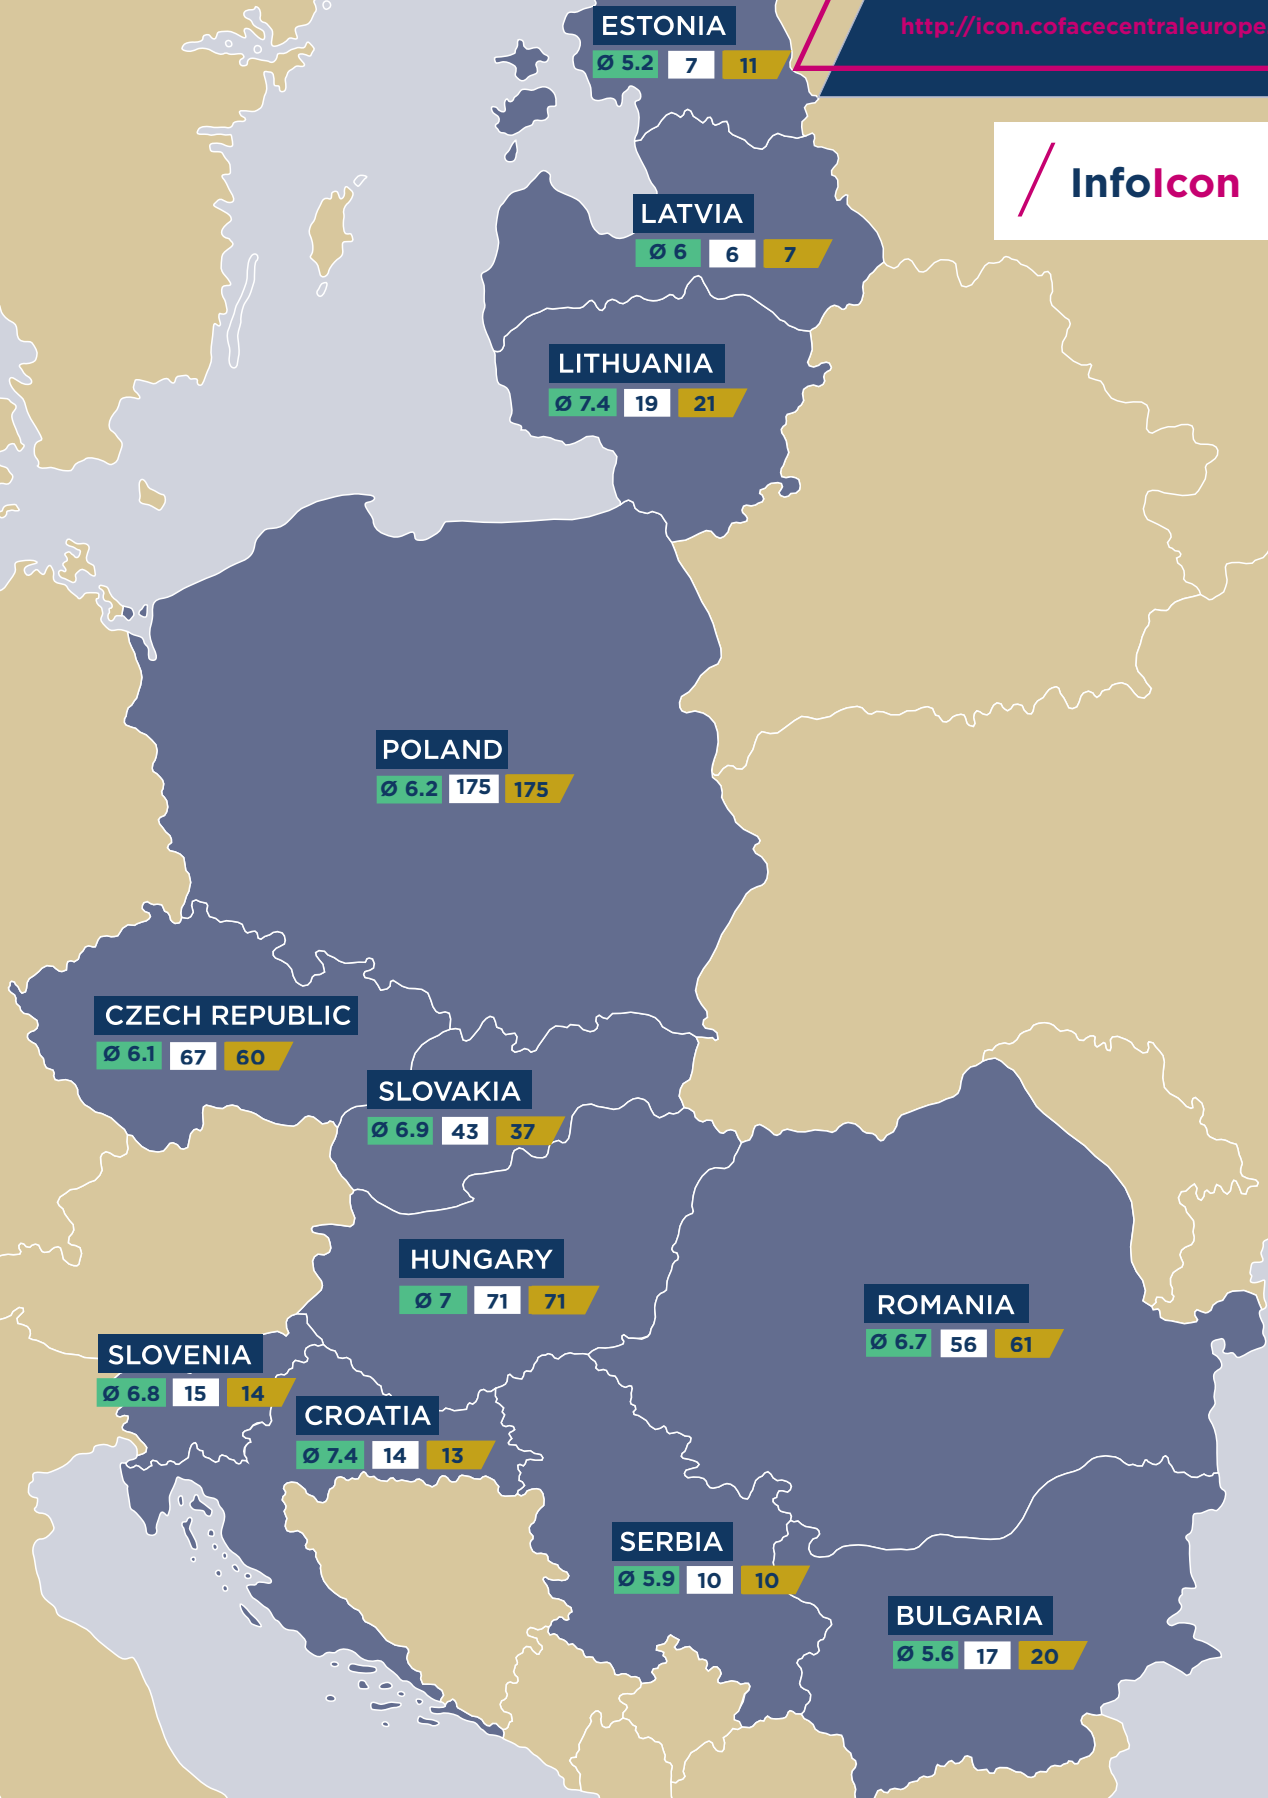 ESTONIA
Ø 5.2 7 11
http://icon.cofacecentraleurope
InfoIcon
LATVIA
Ø 6 6 7
LITHUANIA
Ø 7.4 19 21
POLAND
Ø 6.2 175 175
CZECH REPUBLIC
Ø 6.1 67 60
SLOVAKIA
Ø 6.9 43 37
HUNGARY
Ø 7 71 71
ROMANIA
Ø 6.7 56 61
SLOVENIA
Ø 6.8 15 14
CROATIA
Ø 7.4 14 13
SERBIA
Ø 5.9 10 10
BULGARIA
Ø 5.6 17 20